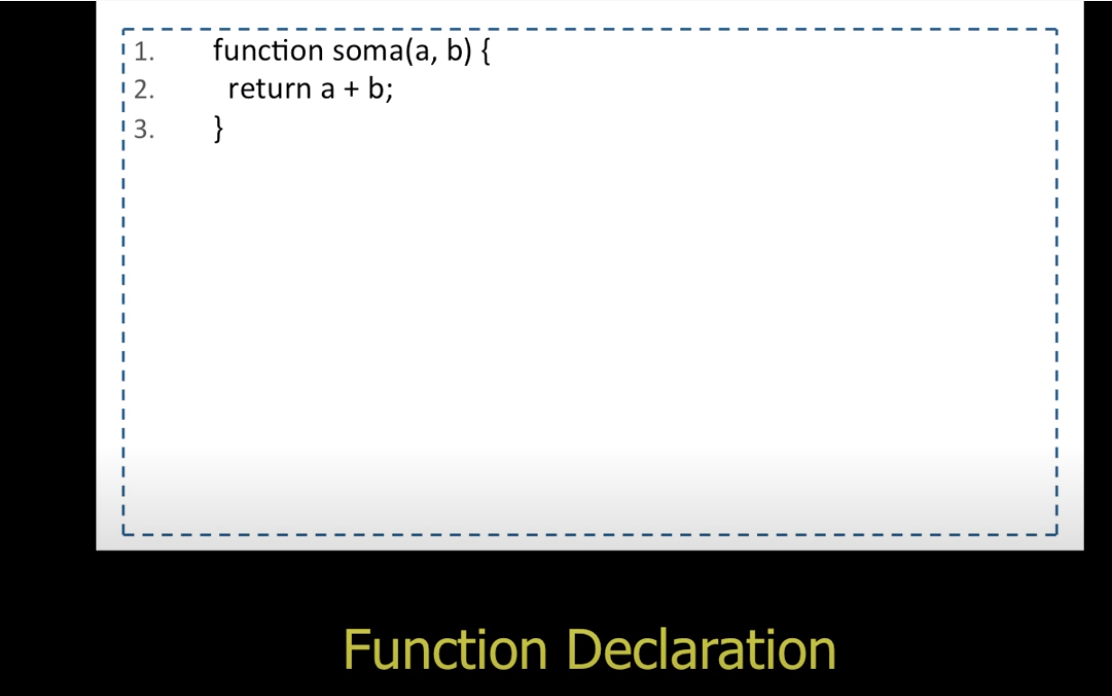 1. function soma(a, b) {
2. return a + b;
3. }
Function Declaration